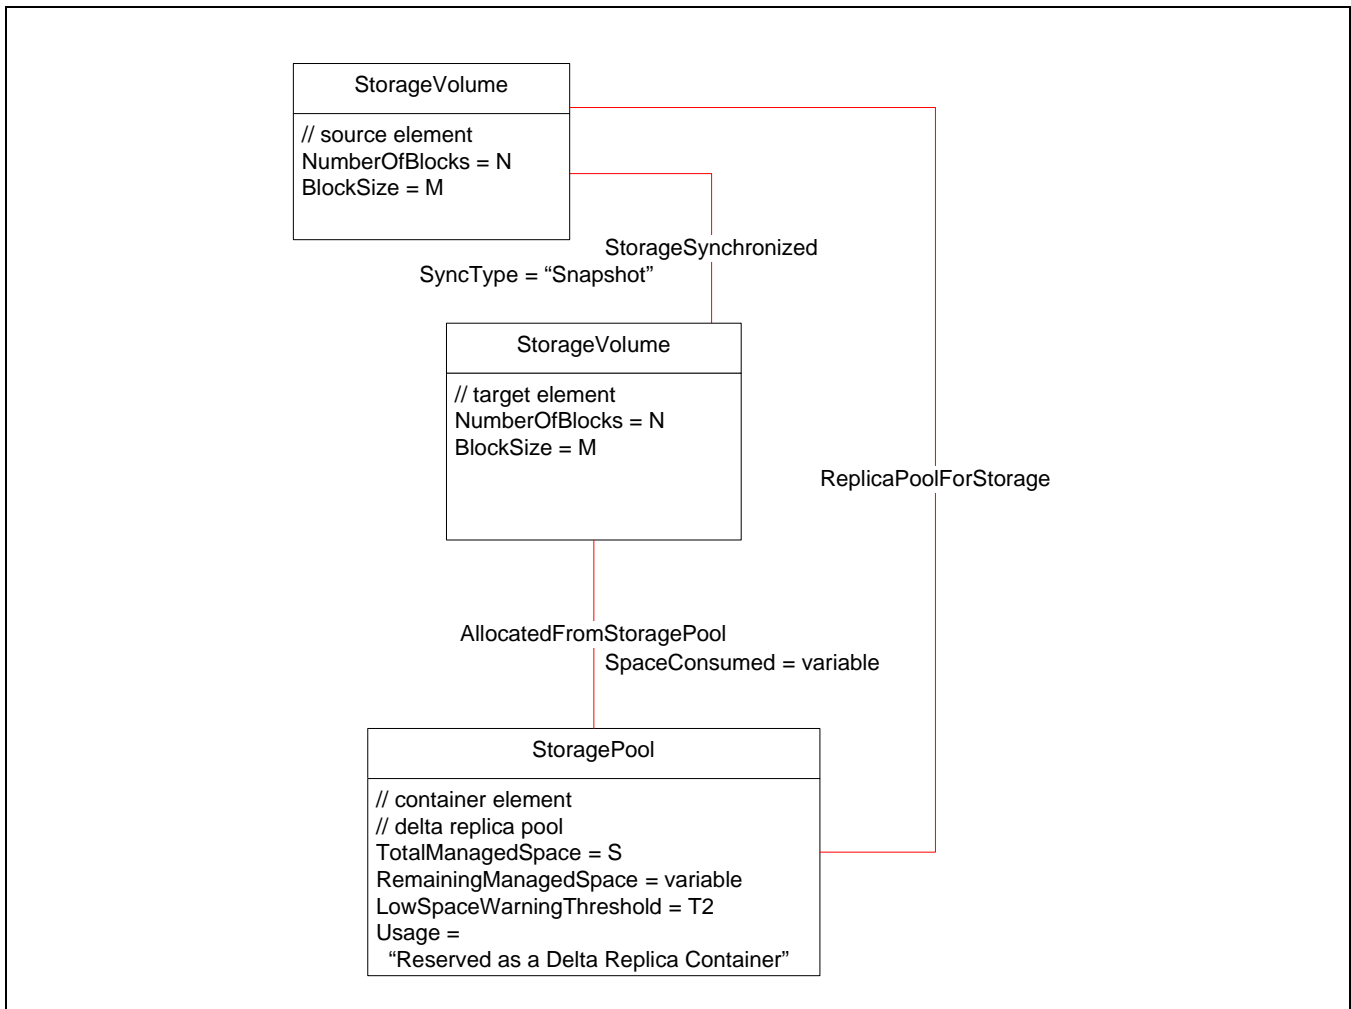 StorageVolume
// source element
NumberOfBlocks = N
BlockSize = M
StorageSynchronized
SyncType = “Snapshot”
StorageVolume
// target element
NumberOfBlocks = N
BlockSize = M
ReplicaPoolForStorage
AllocatedFromStoragePool
SpaceConsumed = variable
StoragePool
// container element
// delta replica pool
TotalManagedSpace = S
RemainingManagedSpace = variable
LowSpaceWarningThreshold = T2
Usage =
“Reserved as a Delta Replica Container”